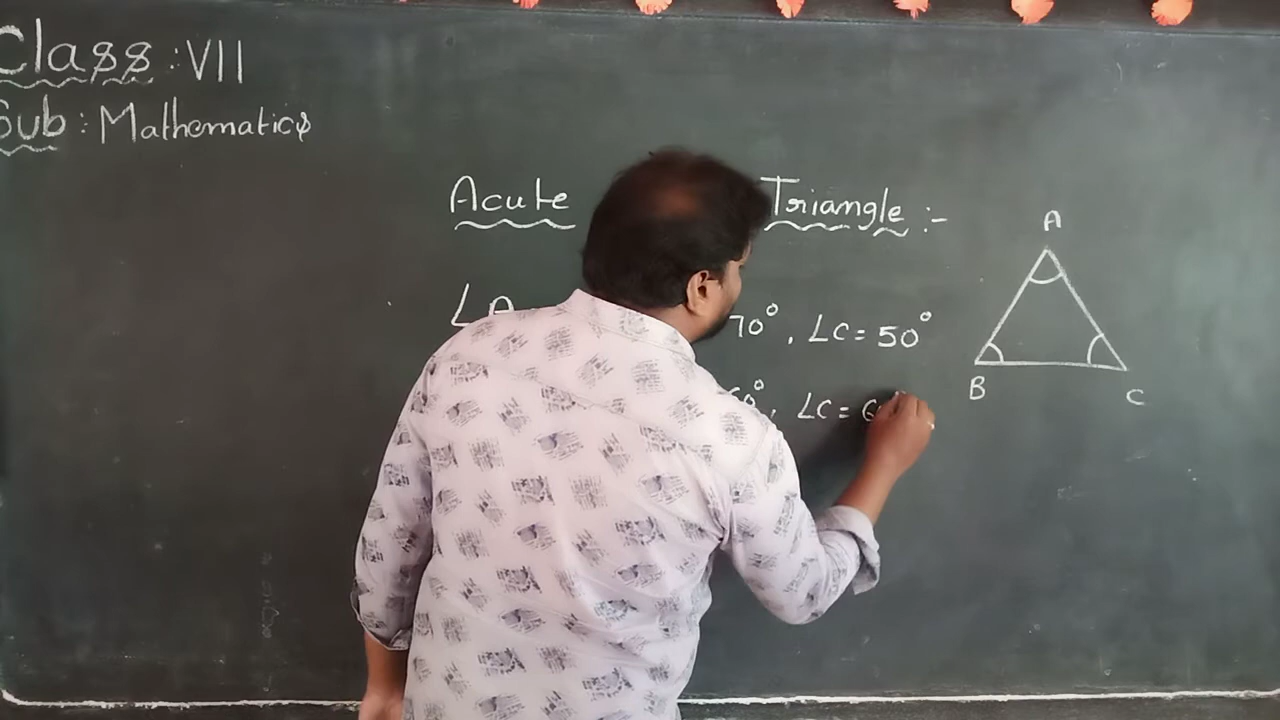 Class : VII
Sub : Mathematics
Acute Triangle :-
∠A 70°, ∠C = 50°
60°, ∠C = 6
A
B
C